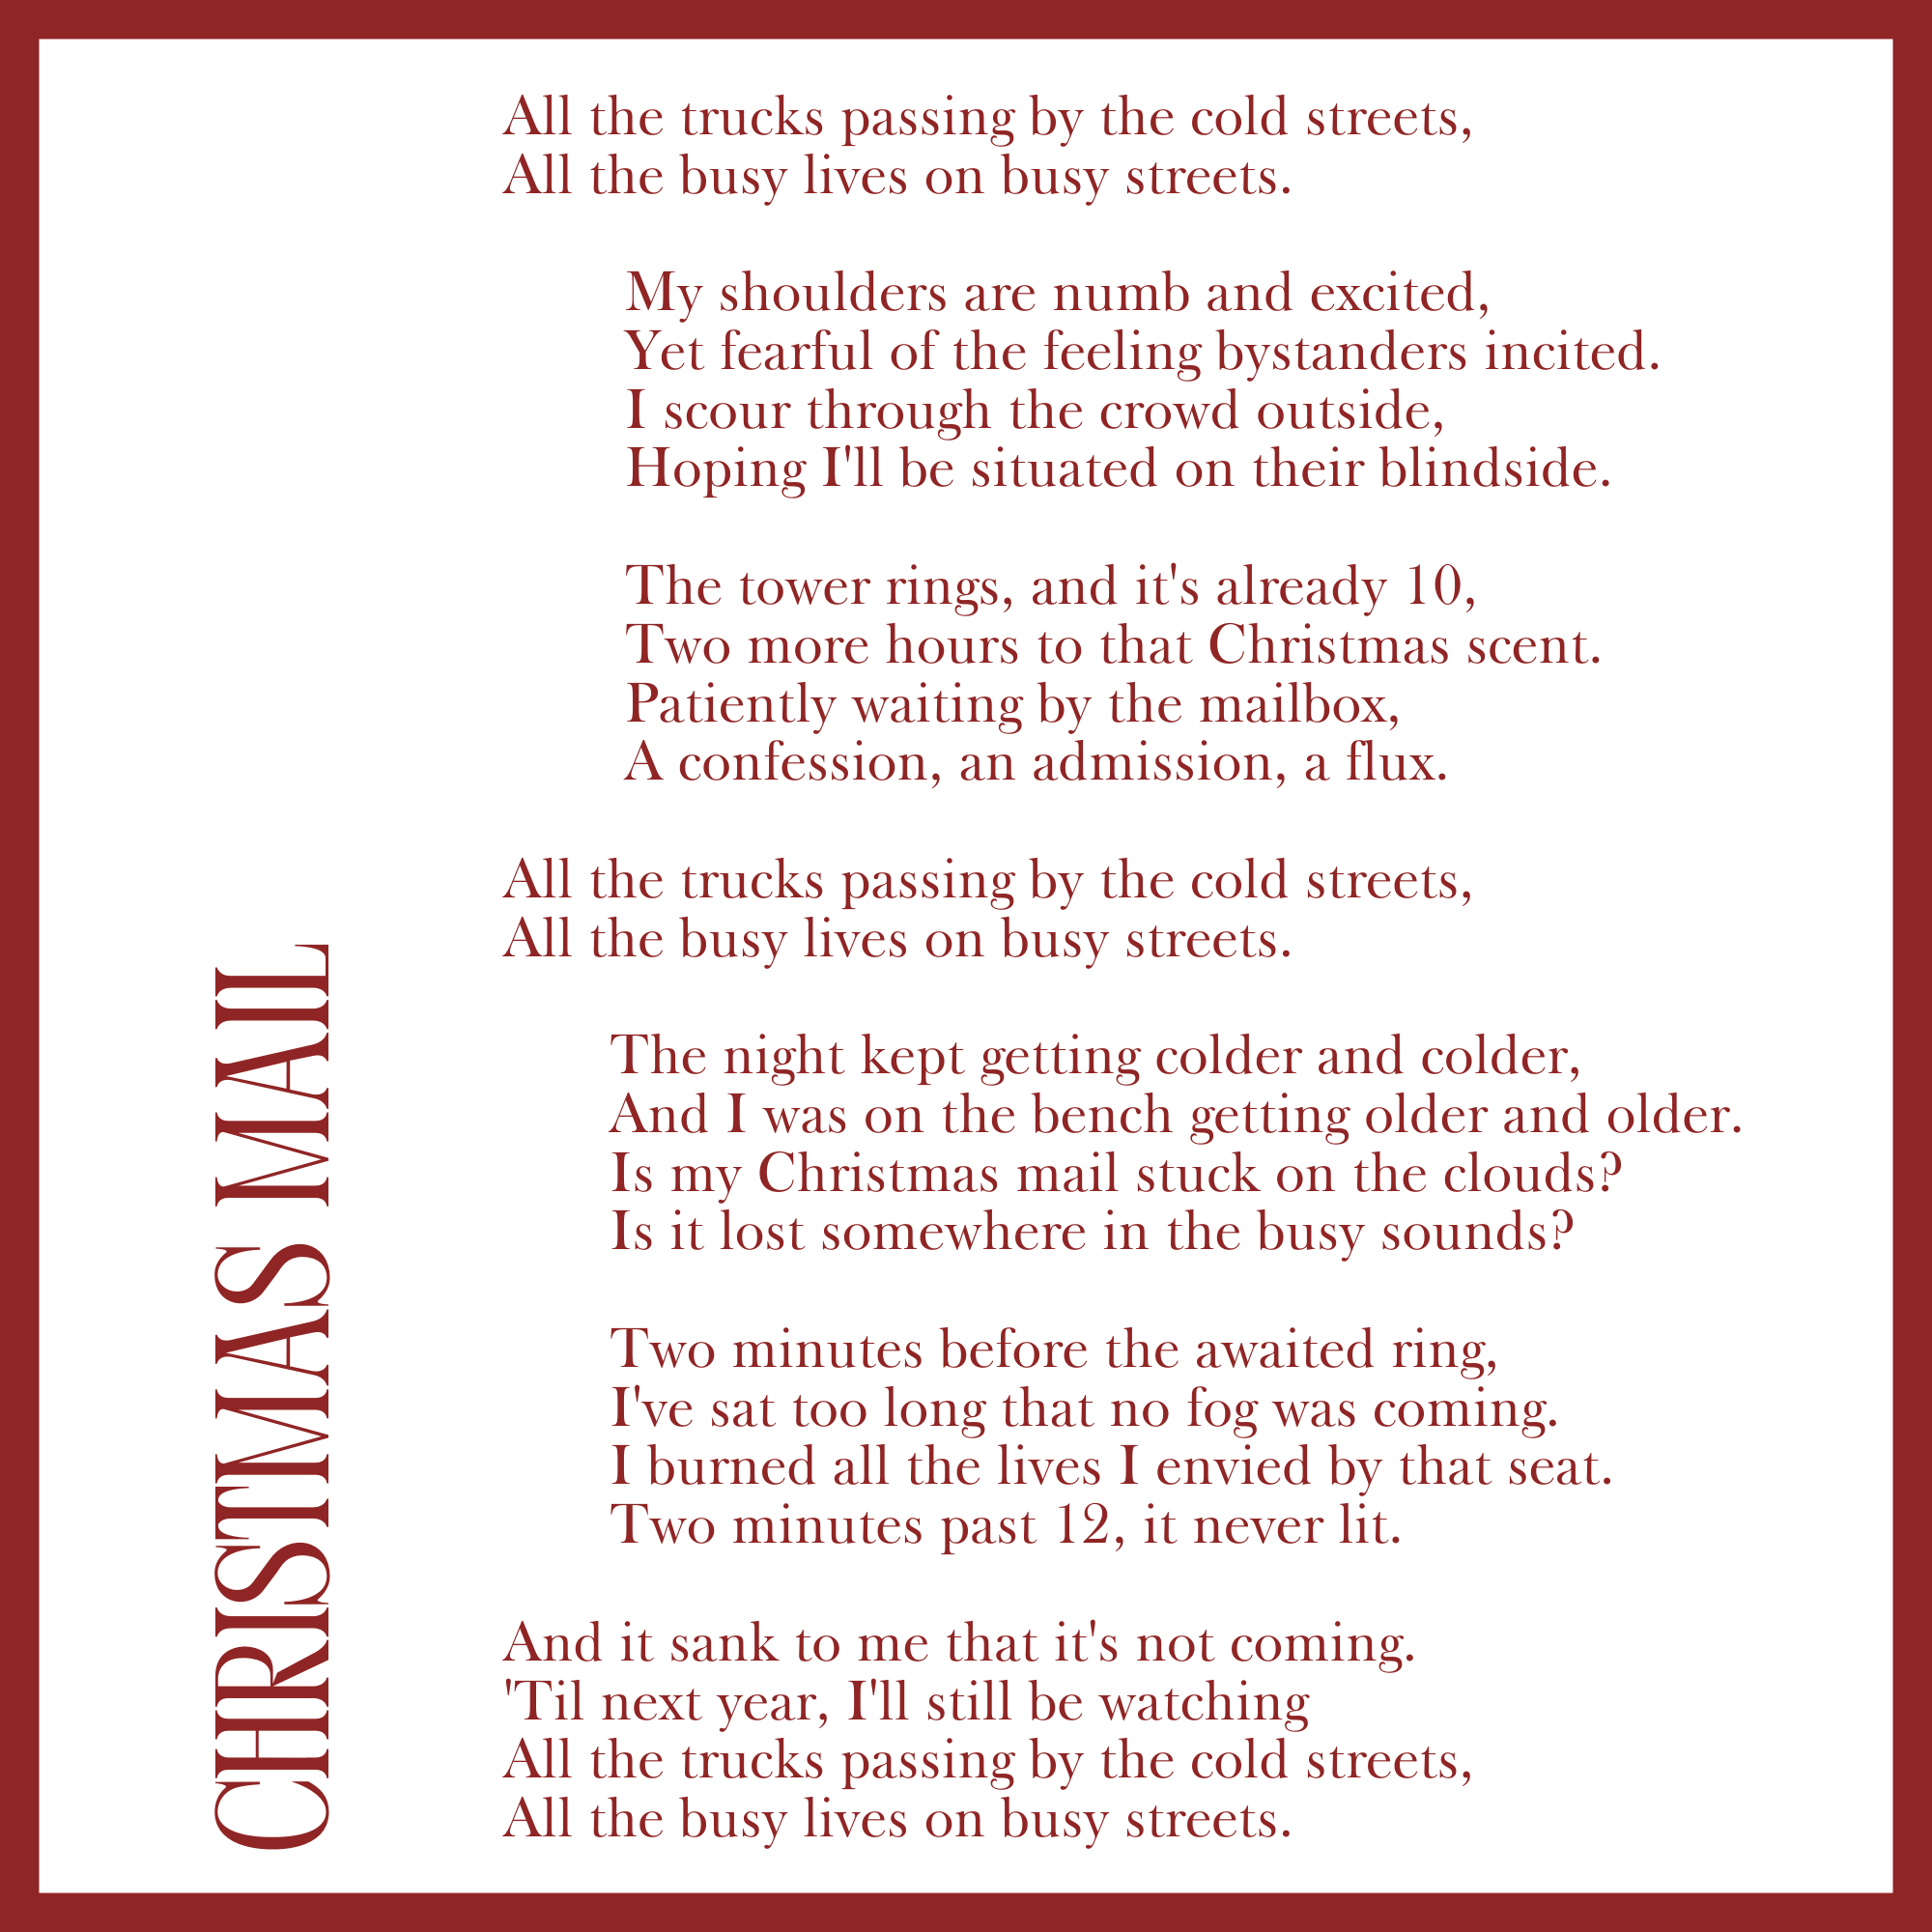 CHRISTMAS MAIL
All the trucks passing by the cold streets,
All the busy lives on busy streets.
My shoulders are numb and excited,
Yet fearful of the feeling bystanders incited.
I scour through the crowd outside,
Hoping I'll be situated on their blindside.
The tower rings, and it's already 10,
Two more hours to that Christmas scent.
Patiently waiting by the mailbox,
A confession, an admission, a flux.
All the trucks passing by the cold streets,
All the busy lives on busy streets.
The night kept getting colder and colder,
And I was on the bench getting older and older.
Is my Christmas mail stuck on the clouds?
Is it lost somewhere in the busy sounds?
Two minutes before the awaited ring,
I've sat too long that no fog was coming.
I burned all the lives I envied by that seat.
Two minutes past 12, it never lit.
And it sank to me that it's not coming.
'Til next year, I'll still be watching
All the trucks passing by the cold streets,
All the busy lives on busy streets.